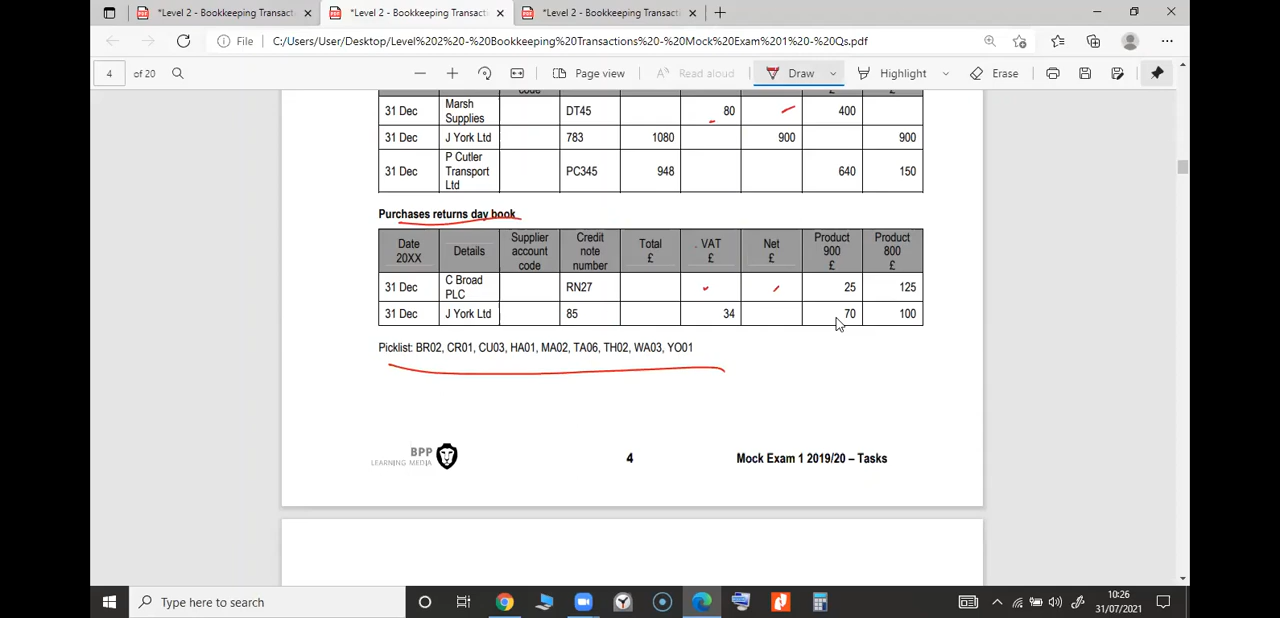 *Level 2 - Bookkeeping Transact
*Level 2 - Bookkeeping Transacti
*Level 2 - Bookkeeping Transacti
File
C:/Users/User/Desktop/Level%202%20-%20Bookkeeping%20Transactions%20-%20Mock%20Exam%201%20-%20Qs.pdf
4 of 20
Page view
Read aloud
Draw
Highlight
Erase
code £ £
31 Dec Marsh Supplies DT45 80 400
31 Dec J York Ltd 783 1080 900 900
31 Dec P Cutler Transport Ltd PC345 948 640 150
Purchases returns day book
Date 20XX Details Supplier account code Credit note number Total £ VAT £ Net £ Product 900 £ Product 800 £
31 Dec C Broad PLC RN27 25 125
31 Dec J York Ltd 85 34 70 100
Picklist: BR02, CR01, CU03, HA01, MA02, TA06, TH02, WA03, YO01
BPP
LEARNING MEDIA
4
Mock Exam 1 2019/20 – Tasks
Type here to search
10:26
31/07/2021